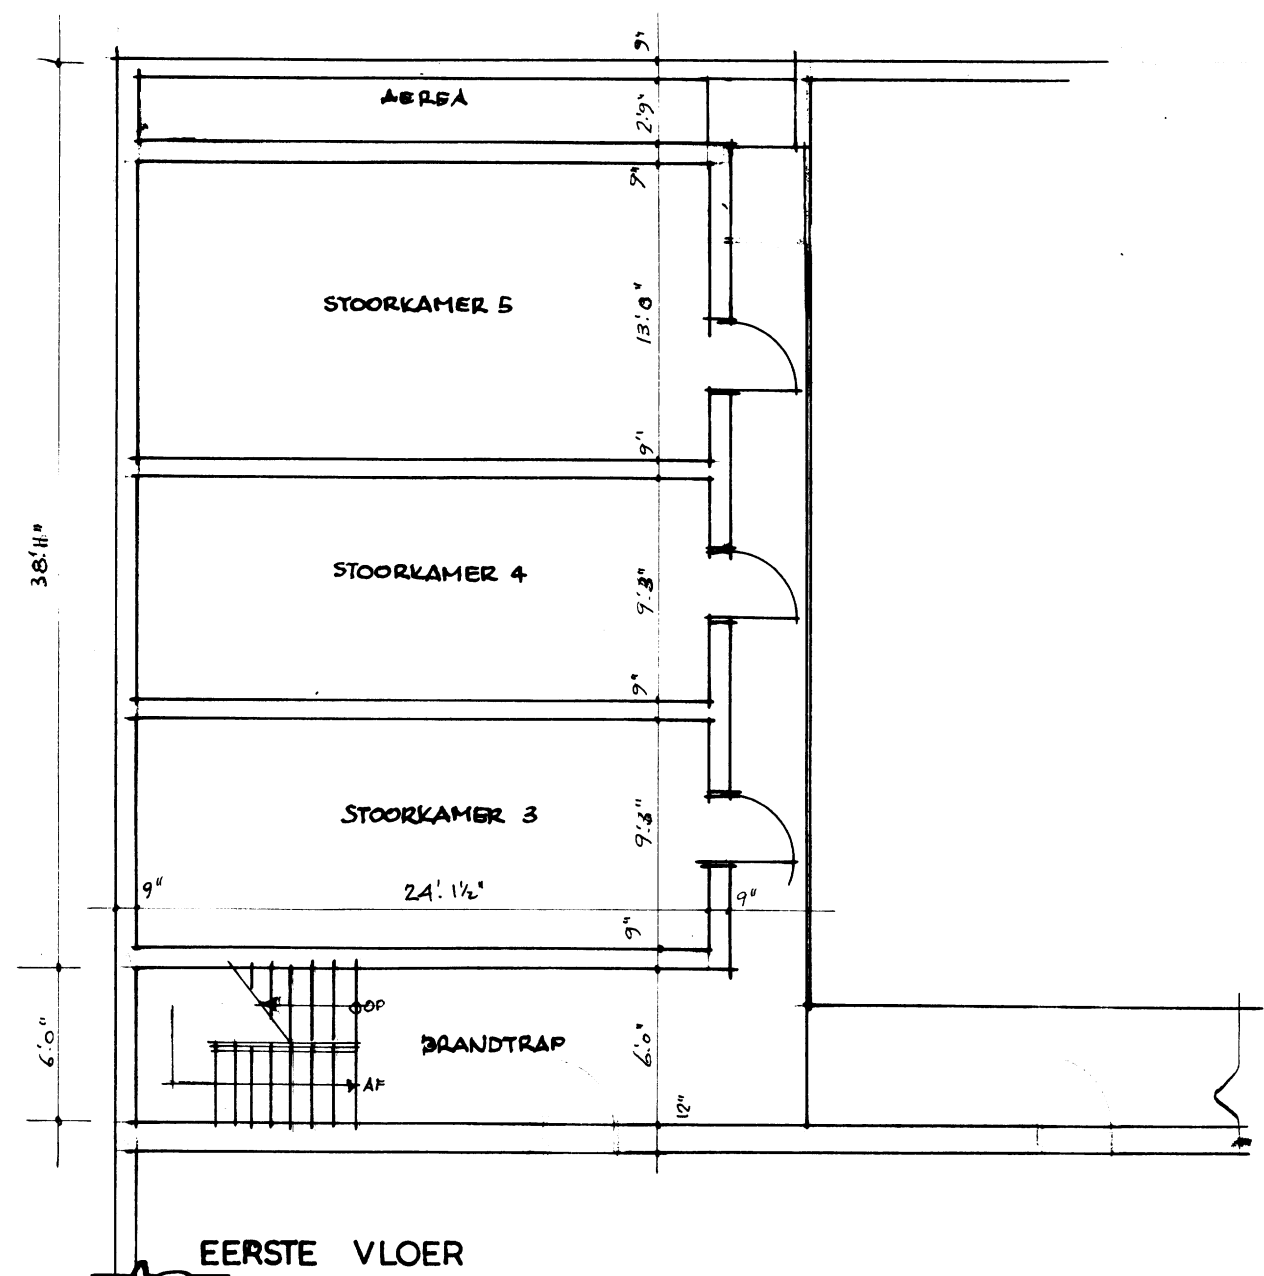 9"
AEREA
2'.9"
9"
STOORKAMER 5
13'.0"
9"
38'.11"
STOORKAMER 4
9'.3"
9"
STOORKAMER 3
9'.3"
9"
24'. 1½"
9"
9"
OP
BRANDTRAP
6'.0"
6'.0"
AF
12"
EERSTE VLOER